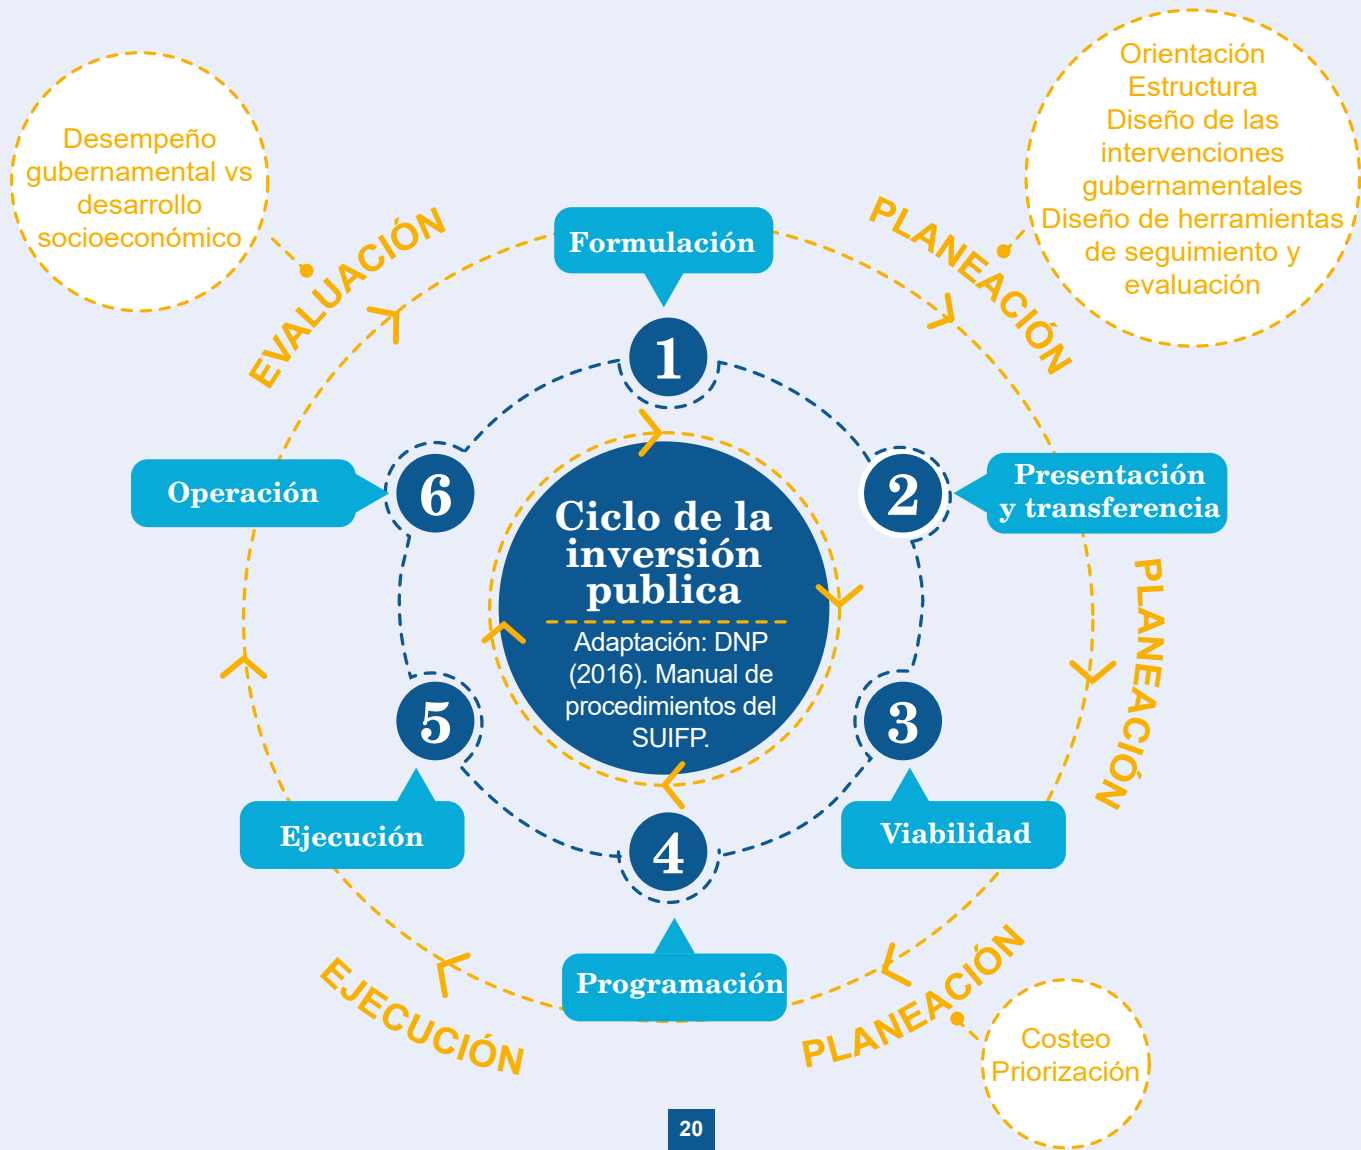 Desempeño
gubernamental vs
desarrollo
socioeconómico
Orientación
Estructura
Diseño de las
intervenciones
gubernamentales
Diseño de herramientas
de seguimiento y
evaluación
EVALUACIÓN
Formulación
PLANEACIÓN
1
Operación
6
2
Presentación
y transferencia
Ciclo de la
inversión
publica
Adaptación: DNP
(2016). Manual de
procedimientos del
SUIFP.
PLANEACIÓN
5
3
Ejecución
4
Viabilidad
Programación
EJECUCIÓN
PLANEACIÓN
Costeo
Priorización
20